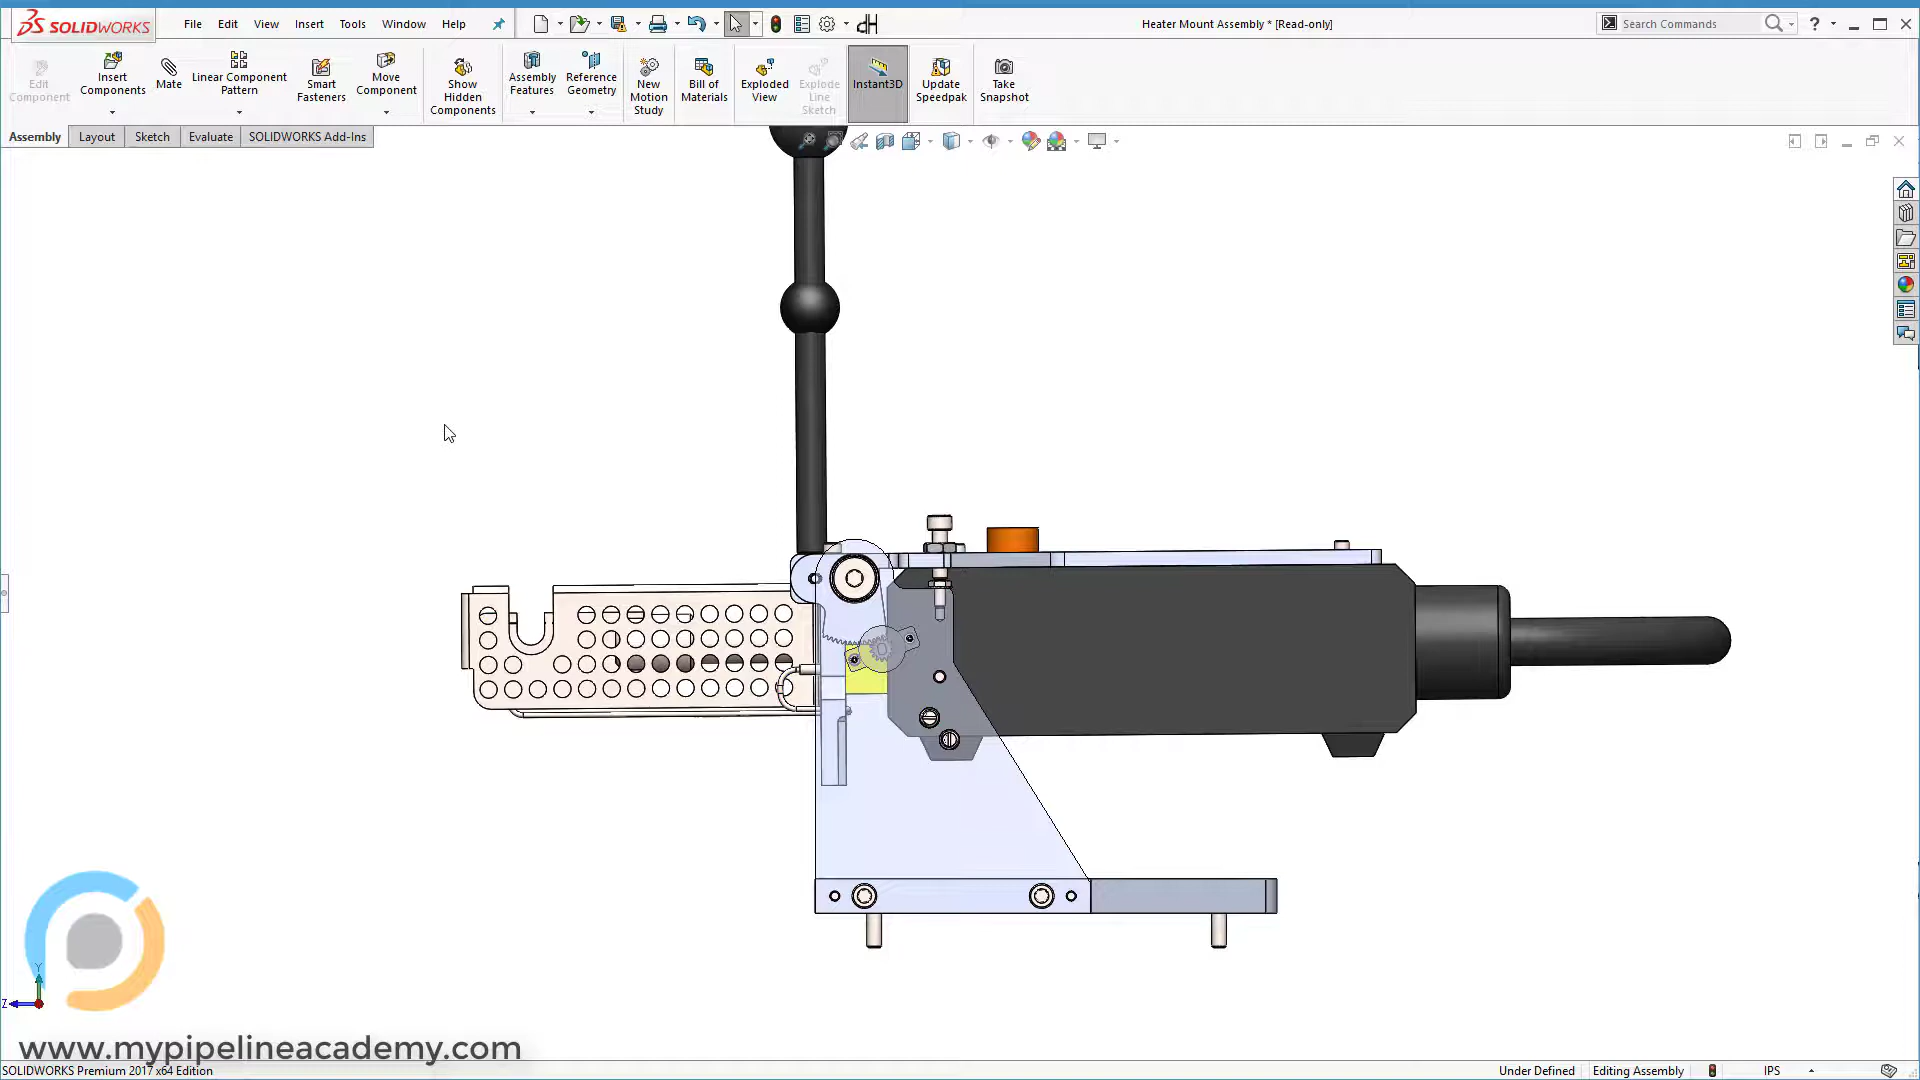 SOLIDWORKS
File Edit View Insert Tools Window Help
Heater Mount Assembly * [Read-only]
Search Commands
?
Edit Component
Insert Components
Mate
Linear Component Pattern
Smart Fasteners
Move Component
Show Hidden Components
Assembly Features
Reference Geometry
New Motion Study
Bill of Materials
Exploded View
Explode Line Sketch
Instant3D
Update Speedpak
Take Snapshot
Assembly Layout Sketch Evaluate SOLIDWORKS Add-Ins
Y
Z
www.mypipelineacademy.com
SOLIDWORKS Premium 2017 x64 Edition
Under Defined Editing Assembly IPS